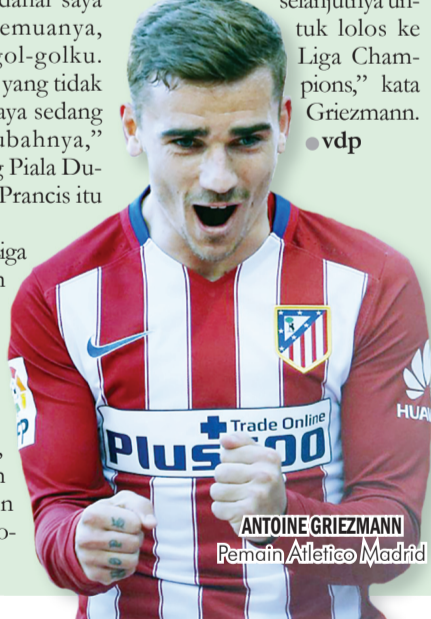 saya
emuanya,
gol-golku.
yang tidak
aya sedang
ubahnya,”
g Piala Du-
Prancis itu
iga
n
n
n
o-
selanjutnya un-
tuk lolos ke
Liga Cham-
pions,” kata
Griezmann.
●vdp
Trade Online
Plus500
HUA
ANTOINE GRIEZMANN
Pemain Atletico Madrid